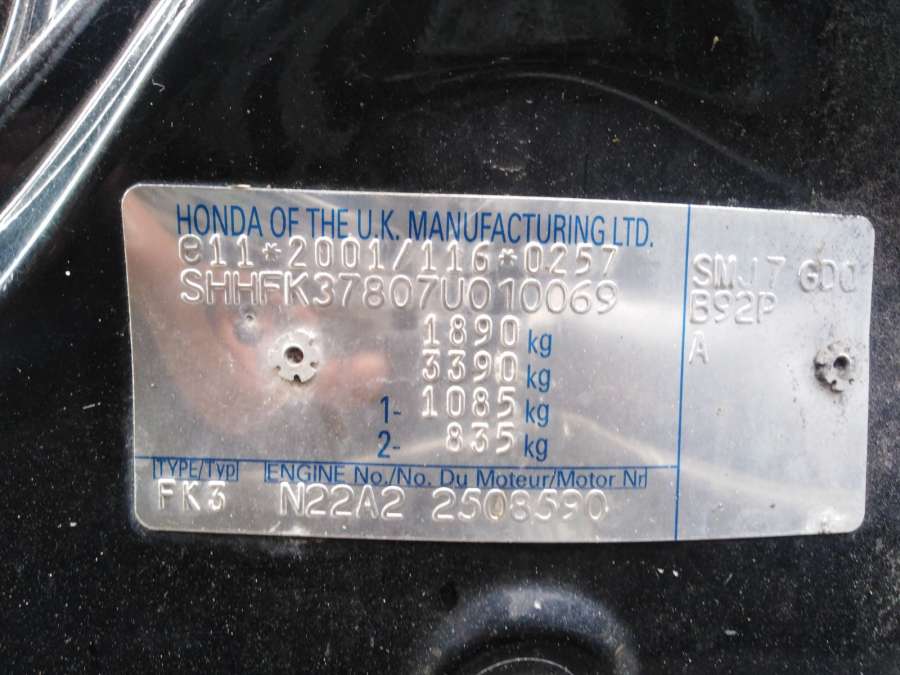 HONDA OF THE U.K. MANUFACTURING LTD.
e11*2001/116*0257
SHHFK37807U010069
1890 kg
3390 kg
1- 1085 kg
2- 835 kg
TYPE/Typ ENGINE No./No. Du Moteur/Motor Nr
FK3 N22A2 2508590
SMJ7 GDO
B92P
A